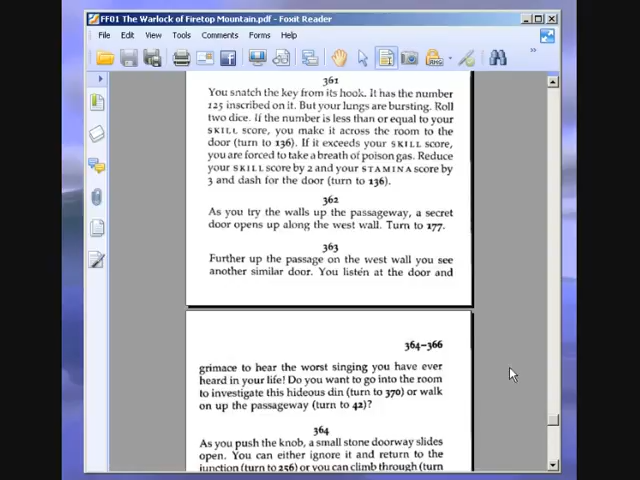 FF01 The Warlock of Firetop Mountain.pdf - Foxit Reader
File Edit View Tools Comments Forms Help
361
You snatch the key from its hook. It has the number
125 inscribed on it. But your lungs are bursting. Roll
two dice. If the number is less than or equal to your
SKILL score, you make it across the room to the
door (turn to 136). If it exceeds your SKILL score,
you are forced to take a breath of poison gas. Reduce
your SKILL score by 2 and your STAMINA score by
3 and dash for the door (turn to 136).
362
As you try the walls up the passageway, a secret
door opens up along the west wall. Turn to 177.
363
Further up the passage on the west wall you see
another similar door. You listen at the door and
364-366
grimace to hear the worst singing you have ever
heard in your life! Do you want to go into the room
to investigate this hideous din (turn to 370) or walk
on up the passageway (turn to 42)?
364
As you push the knob, a small stone doorway slides
open. You can either ignore it and return to the
junction (turn to 256) or you can climb through (turn